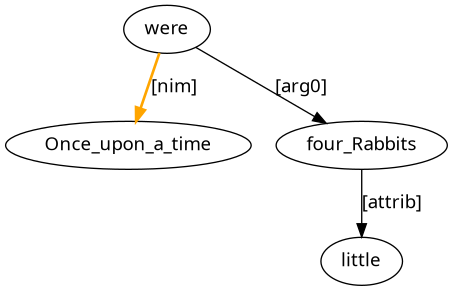 were
[nim]
[arg0]
Once_upon_a_time
four_Rabbits
[attrib]
little